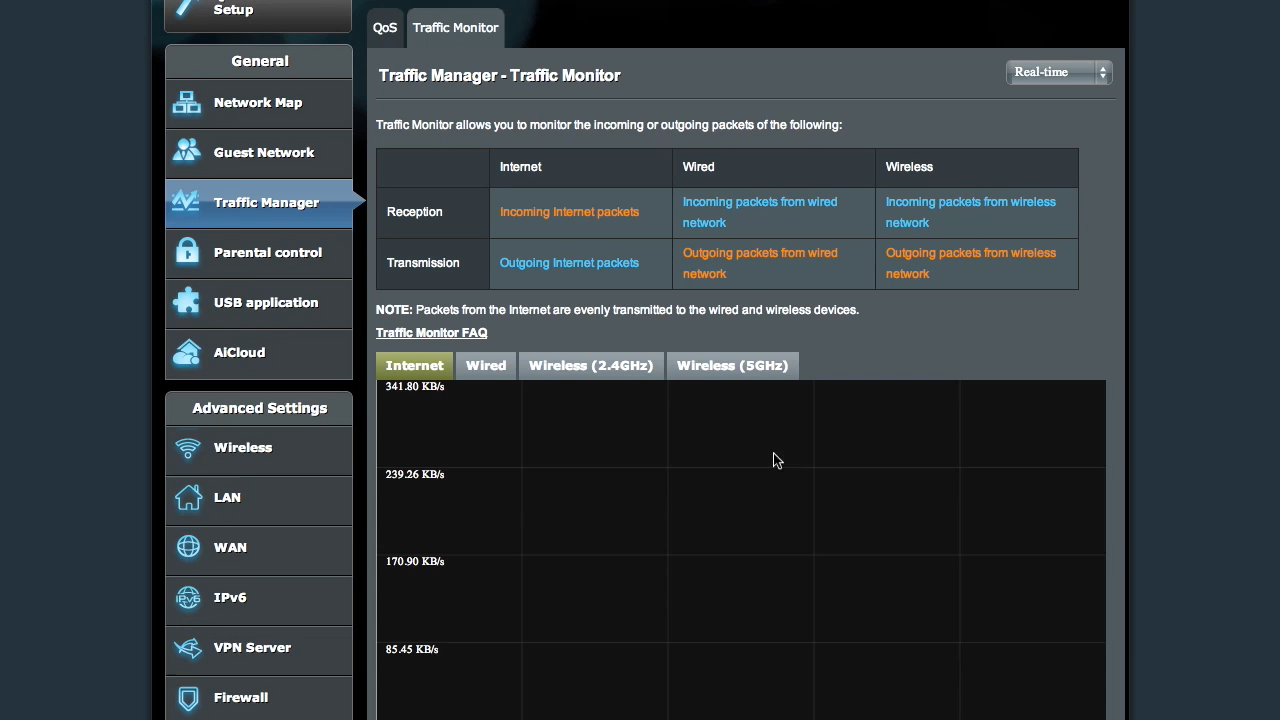 Setup
QoS
Traffic Monitor
General
Network Map
Guest Network
Traffic Manager
Parental control
USB application
AiCloud
Advanced Settings
Wireless
LAN
WAN
IPv6
IPv6
VPN Server
Firewall
Traffic Manager - Traffic Monitor
Real-time
Traffic Monitor allows you to monitor the incoming or outgoing packets of the following:
Internet
Wired
Wireless
Reception
Incoming Internet packets
Incoming packets from wired
network
Incoming packets from wireless
network
Transmission
Outgoing Internet packets
Outgoing packets from wired
network
Outgoing packets from wireless
network
NOTE: Packets from the Internet are evenly transmitted to the wired and wireless devices.
Traffic Monitor FAQ
Internet
Wired
Wireless (2.4GHz)
Wireless (5GHz)
341.80 KB/s
239.26 KB/s
170.90 KB/s
85.45 KB/s